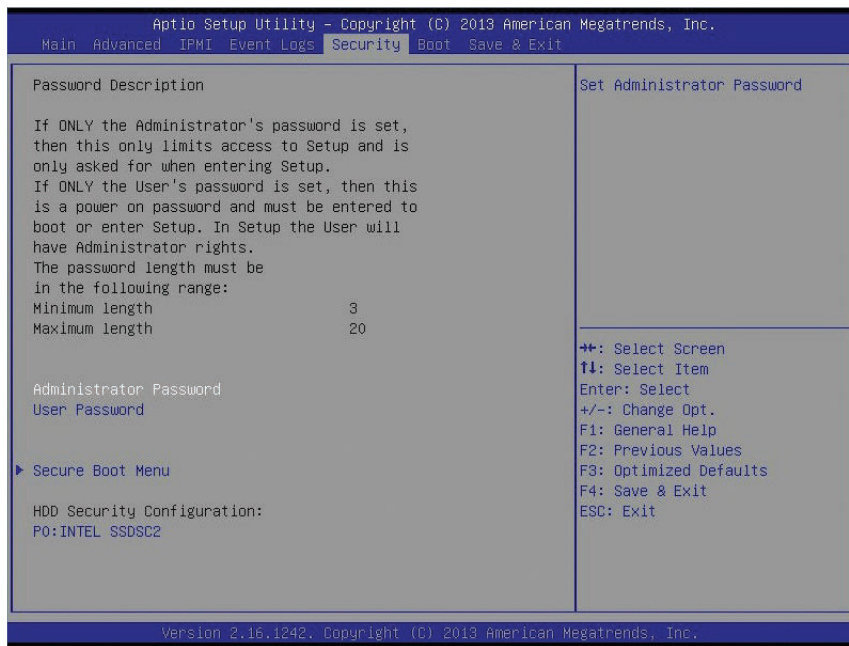 Aptio Setup Utility – Copyright (C) 2013 American Megatrends, Inc.
Main Advanced IPMI Event Logs Security Boot Save & Exit
Password Description
If ONLY the Administrator's password is set,
then this only limits access to Setup and is
only asked for when entering Setup.
If ONLY the User's password is set, then this
is a power on password and must be entered to
boot or enter Setup. In Setup the User will
have Administrator rights.
The password length must be
in the following range:
Minimum length 3
Maximum length 20
Administrator Password
User Password
Secure Boot Menu
HDD Security Configuration:
P0:INTEL SSDSC2
Set Administrator Password
→←: Select Screen
↑↓: Select Item
Enter: Select
+/-: Change Opt.
F1: General Help
F2: Previous Values
F3: Optimized Defaults
F4: Save & Exit
ESC: Exit
Version 2.16.1242. Copyright (C) 2013 American Megatrends, Inc.